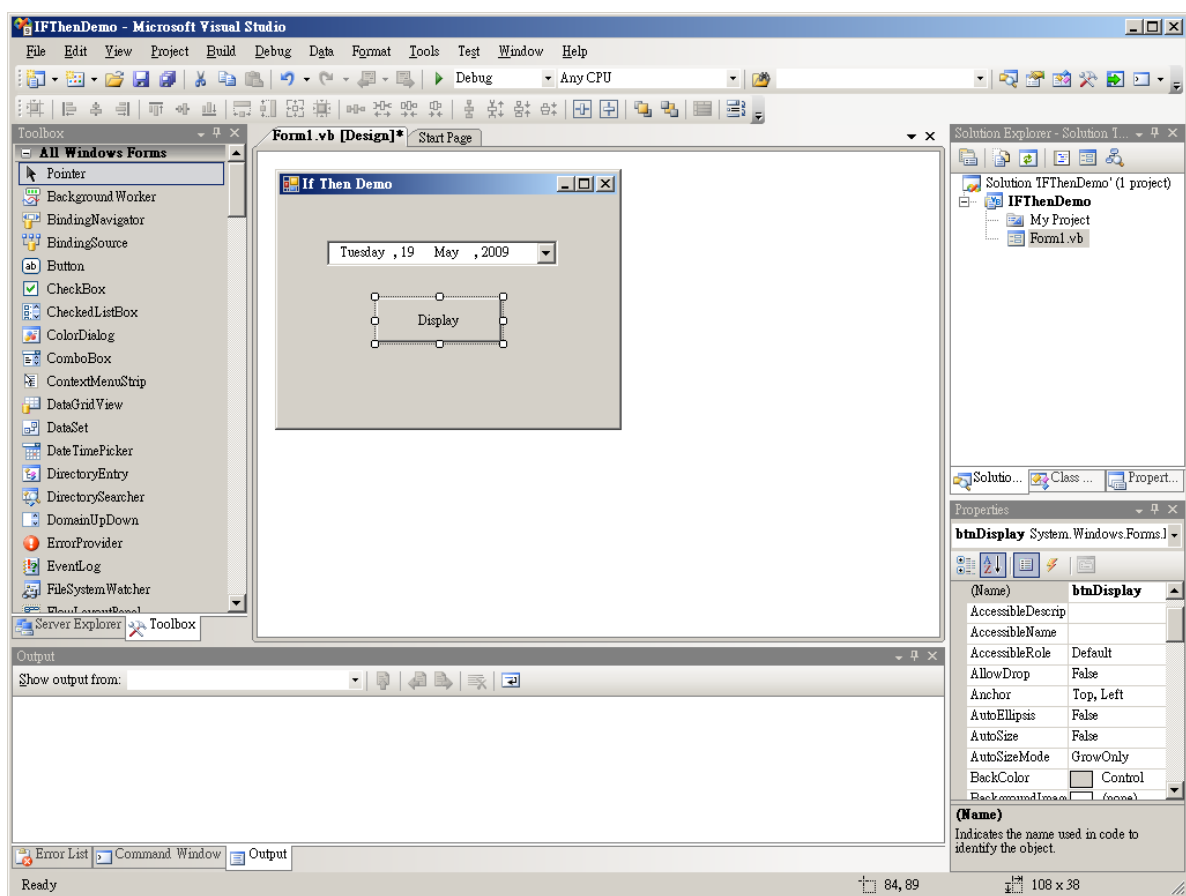 IFThenDemo - Microsoft Visual Studio
File Edit View Project Build Debug Data Format Tools Test Window Help
Debug Any CPU
Toolbox
All Windows Forms
Pointer
Background Worker
BindingNavigator
BindingSource
Button
CheckBox
CheckedListBox
ColorDialog
ComboBox
ContextMenuStrip
DataGridView
DataSet
DateTimePicker
DirectoryEntry
DirectorySearcher
DomainUpDown
ErrorProvider
EventLog
FileSystemWatcher
FlowLayoutPanel
Server Explorer Toolbox
Form1.vb [Design]* Start Page
If Then Demo
Tuesday , 19 May , 2009
Display
Solution Explorer - Solution 'I...
Solution 'IFThenDemo' (1 project)
IFThenDemo
My Project
Form1.vb
Solutio... Class ... Propert...
Properties
btnDisplay System.Windows.Forms.
(Name) btnDisplay
AccessibleDescrip
AccessibleName
AccessibleRole Default
AllowDrop False
Anchor Top, Left
AutoEllipsis False
AutoSize False
AutoSizeMode GrowOnly
BackColor Control
BackgroundImag (none)
(Name)
Indicates the name used in code to
identify the object.
Output
Show output from:
Error List Command Window Output
Ready 84, 89 108 x 38